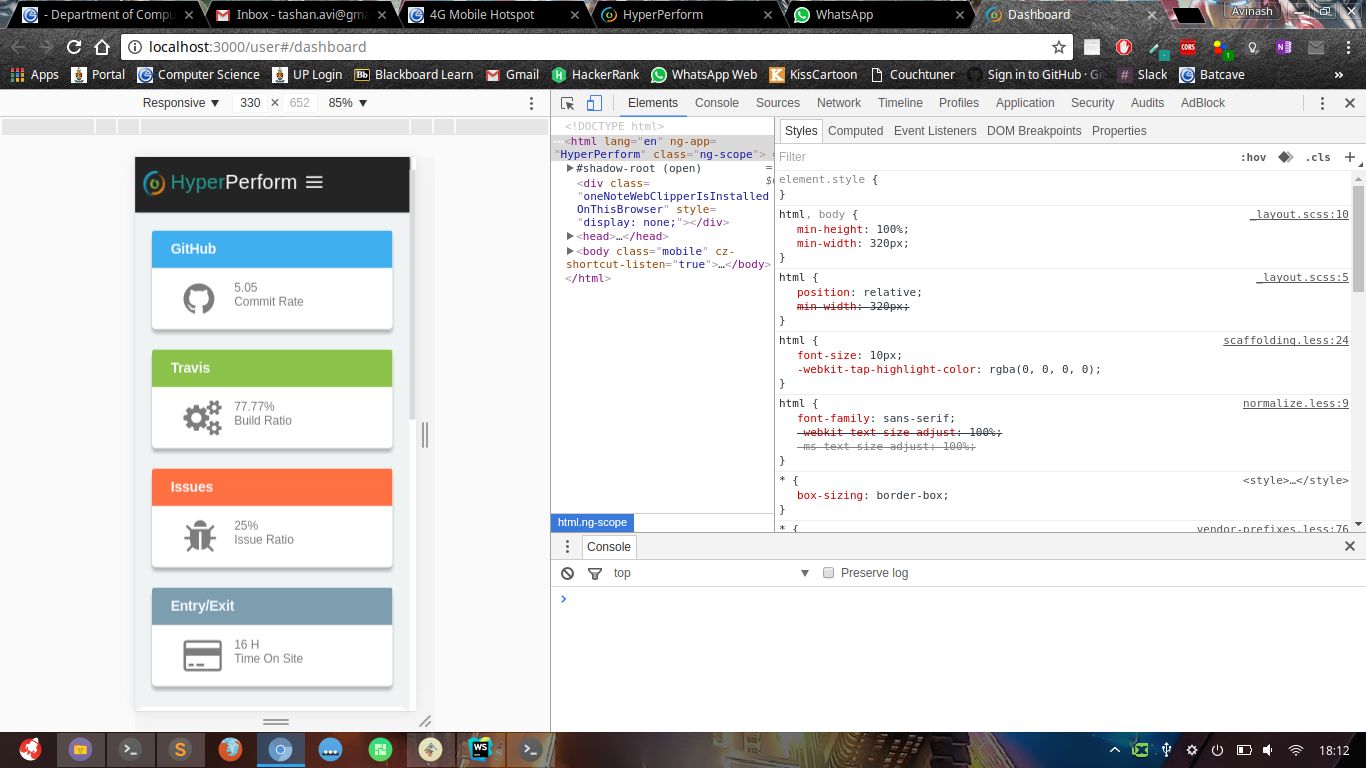 - Department of Compu
Inbox - tashan.avi@gma
4G Mobile Hotspot
HyperPerform
WhatsApp
Dashboard
Avinash
localhost:3000/user#/dashboard
Apps
Portal
Computer Science
UP Login
Blackboard Learn
Gmail
HackerRank
WhatsApp Web
KissCartoon
Couchtuner
Sign in to GitHub · Gi
Slack
Batcave
»
Responsive ▼ 330 × 652 85% ▼
Elements Console Sources Network Timeline Profiles Application Security Audits AdBlock
HyperPerform
GitHub
5.05
Commit Rate
Travis
77.77%
Build Ratio
Issues
25%
Issue Ratio
Entry/Exit
16 H
Time On Site
<!DOCTYPE html>
<html lang="en" ng-app=
"HyperPerform" class="ng-scope"> =
#shadow-root (open) =
<div class= $
"oneNoteWebClipperIsInstalled
OnThisBrowser" style=
"display: none;"></div>
<head>…</head>
<body class="mobile" cz-
shortcut-listen="true">…</body>
</html>
html.ng-scope
Styles Computed Event Listeners DOM Breakpoints Properties
Filter :hov .cls +
element.style {
}
html, body { _layout.scss:10
min-height: 100%;
min-width: 320px;
}
html { _layout.scss:5
position: relative;
min-width: 320px;
}
html { scaffolding.less:24
font-size: 10px;
-webkit-tap-highlight-color: rgba(0, 0, 0, 0);
}
html { normalize.less:9
font-family: sans-serif;
-webkit-text-size-adjust: 100%;
-ms-text-size-adjust: 100%;
}
* { <style>…</style>
box-sizing: border-box;
}
* { vendor-prefixes.less:76
Console
top ▼ Preserve log
>
18:12